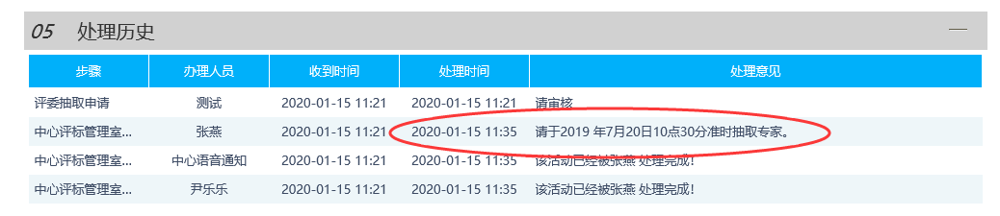 05 处理历史
步骤 办理人员 收到时间 处理时间 处理意见
评委抽取申请 测试 2020-01-15 11:21 2020-01-15 11:21 请审核
中心评标管理室... 张燕 2020-01-15 11:21 2020-01-15 11:35 请于2019 年7月20日10点30分准时抽取专家。
中心评标管理室... 中心语音通知 2020-01-15 11:21 2020-01-15 11:35 该活动已经被张燕 处理完成!
中心评标管理室... 尹乐乐 2020-01-15 11:21 2020-01-15 11:35 该活动已经被张燕 处理完成!